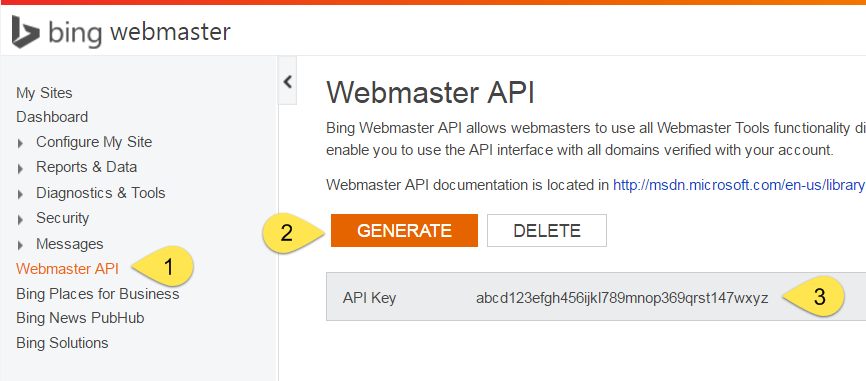 bing webmaster
My Sites
Dashboard
Configure My Site
Reports & Data
Diagnostics & Tools
Security
Messages
Webmaster API
1
Bing Places for Business
Bing News PubHub
Bing Solutions
Webmaster API
Bing Webmaster API allows webmasters to use all Webmaster Tools functionality di
enable you to use the API interface with all domains verified with your account.
Webmaster API documentation is located in http://msdn.microsoft.com/en-us/library
2 GENERATE DELETE
API Key abcd123efgh456ijkl789mnop369qrst147wxyz 3